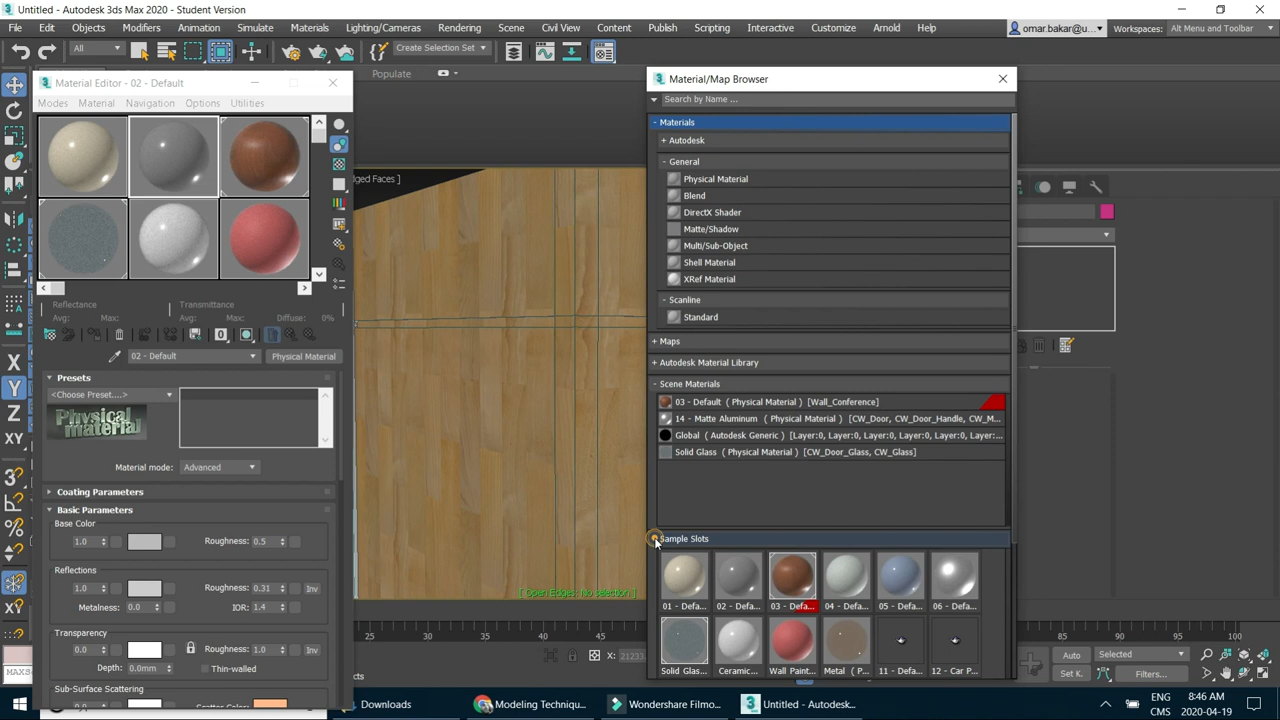 Untitled - Autodesk 3ds Max 2020 - Student Version
File Edit Objects Modifiers Animation Simulate Materials Lighting/Cameras Rendering Scene Civil View Content Publish Scripting Interactive Customize Arnold Help
omar.bakar@u...
Workspaces: Alt Menu and Toolbar
All
Create Selection Set
Populate
Material Editor - 02 - Default
Modes Material Navigation Options Utilities
Reflectance Transmittance
Avg: Max: Avg: Max: Diffuse: 0%
02 - Default Physical Material
- Presets
<Choose Preset....>
Physical material
Material mode: Advanced
Coating Parameters
Basic Parameters
Base Color
1.0 Roughness: 0.5
Reflections
1.0 Roughness: 0.31 Inv
Metalness: 0.0 IOR: 1.4
Transparency
0.0 Roughness: 1.0 Inv
Depth: 0.0mm Thin-walled
Sub-Surface Scattering
X
Y
Z
XY
3
%
XY
dged Faces ]
[ Open Edges: No selection ]
Material/Map Browser
Search by Name ...
- Materials
+ Autodesk
- General
Physical Material
Blend
DirectX Shader
Matte/Shadow
Multi/Sub-Object
Shell Material
XRef Material
- Scanline
Standard
+ Maps
+ Autodesk Material Library
- Scene Materials
03 - Default ( Physical Material ) [Wall_Conference]
14 - Matte Aluminum ( Physical Material ) [CW_Door, CW_Door_Handle, CW_M...
Global ( Autodesk Generic ) [Layer:0, Layer:0, Layer:0, Layer:0, Layer:0,...
Solid Glass ( Physical Material ) [CW_Door_Glass, CW_Glass]
Sample Slots
01 - Defa... 02 - Defa... 03 - Defa... 04 - Defa... 05 - Defa... 06 - Defa...
Solid Glas... Ceramic... Wall Paint... Metal ( P... 11 - Defa... 12 - Car P...
25 30 35 40 45 85 90 95 100
X: 21233.
Auto Selected
Set K. Filters...
MAXS
Downloads
Modeling Techniqu...
Wondershare Filmo...
Untitled - Autodesk...
ENG
CMS
8:46 AM
2020-04-19